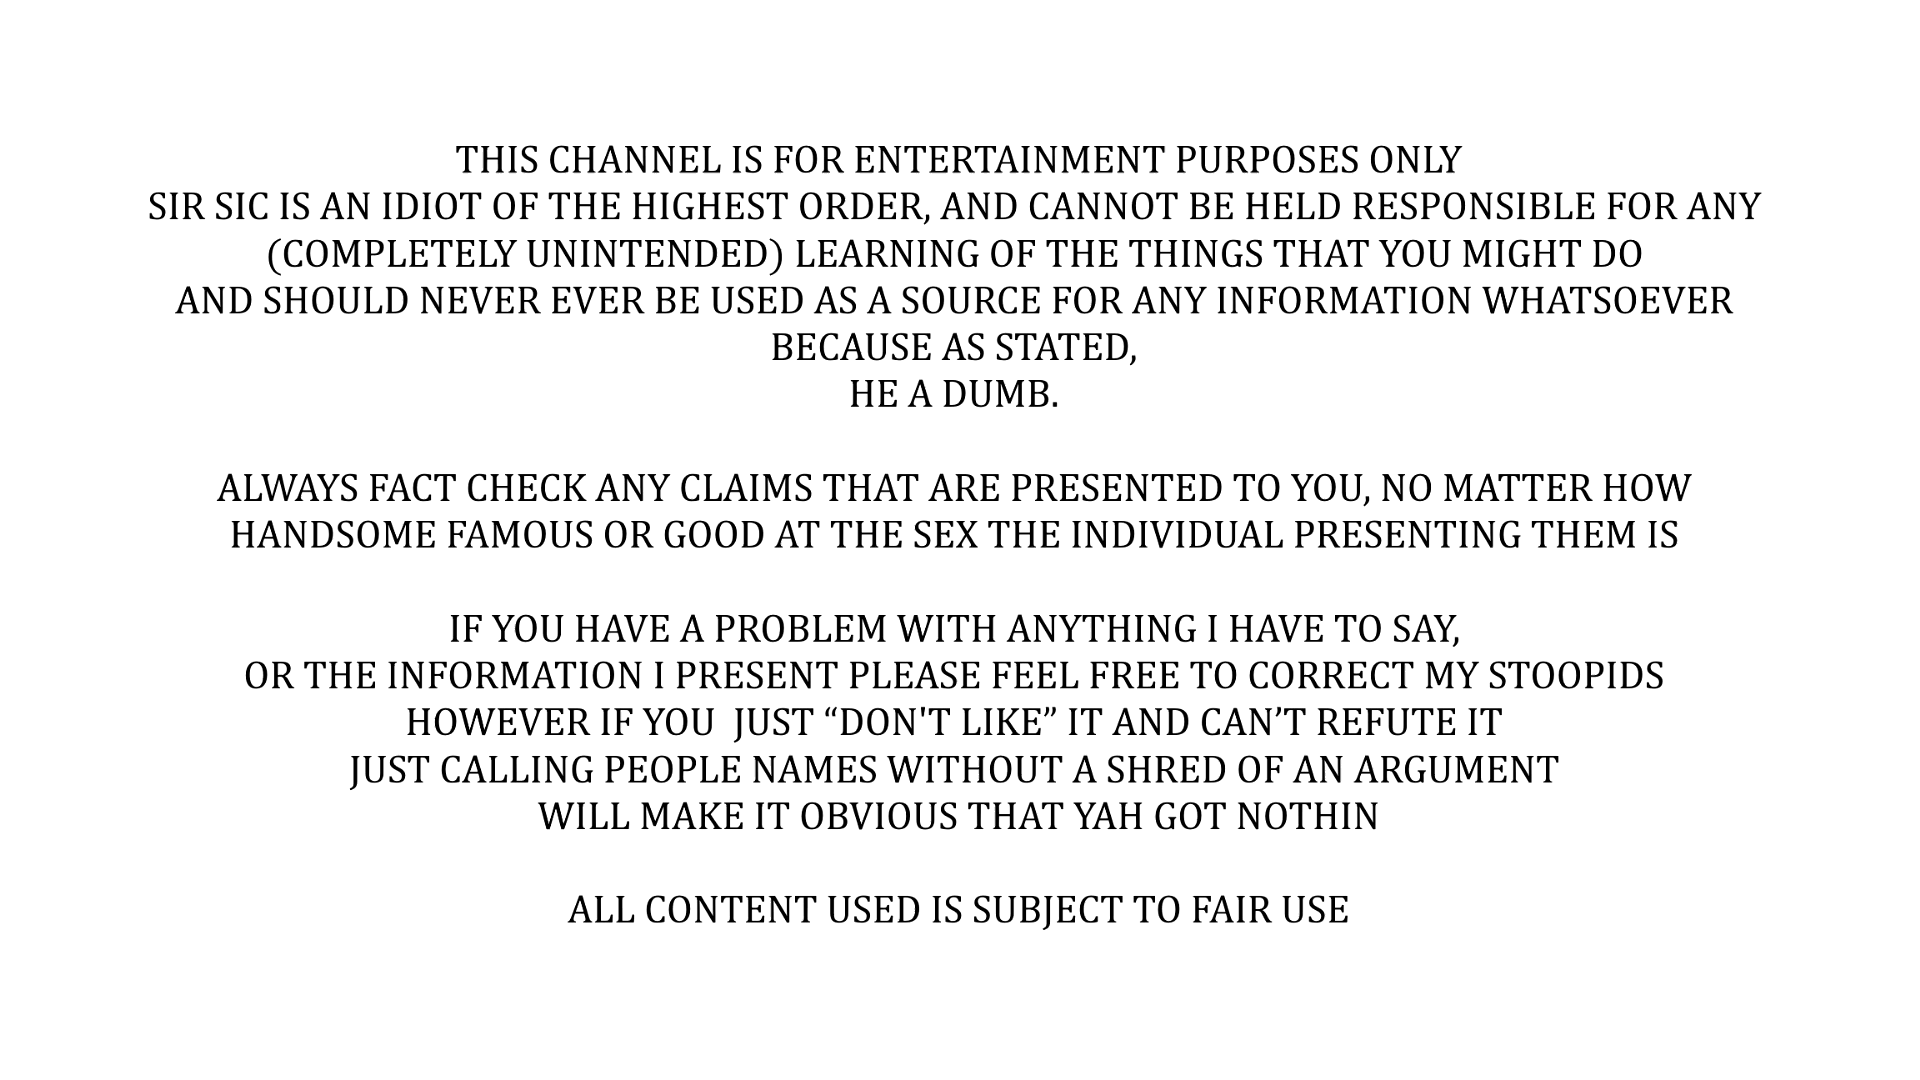 THIS CHANNEL IS FOR ENTERTAINMENT PURPOSES ONLY
SIR SIC IS AN IDIOT OF THE HIGHEST ORDER, AND CANNOT BE HELD RESPONSIBLE FOR ANY
(COMPLETELY UNINTENDED) LEARNING OF THE THINGS THAT YOU MIGHT DO
AND SHOULD NEVER EVER BE USED AS A SOURCE FOR ANY INFORMATION WHATSOEVER
BECAUSE AS STATED,
HE A DUMB.
ALWAYS FACT CHECK ANY CLAIMS THAT ARE PRESENTED TO YOU, NO MATTER HOW
HANDSOME FAMOUS OR GOOD AT THE SEX THE INDIVIDUAL PRESENTING THEM IS
IF YOU HAVE A PROBLEM WITH ANYTHING I HAVE TO SAY,
OR THE INFORMATION I PRESENT PLEASE FEEL FREE TO CORRECT MY STOOPIDS
HOWEVER IF YOU  JUST “DON'T LIKE” IT AND CAN’T REFUTE IT
JUST CALLING PEOPLE NAMES WITHOUT A SHRED OF AN ARGUMENT
WILL MAKE IT OBVIOUS THAT YAH GOT NOTHIN
ALL CONTENT USED IS SUBJECT TO FAIR USE